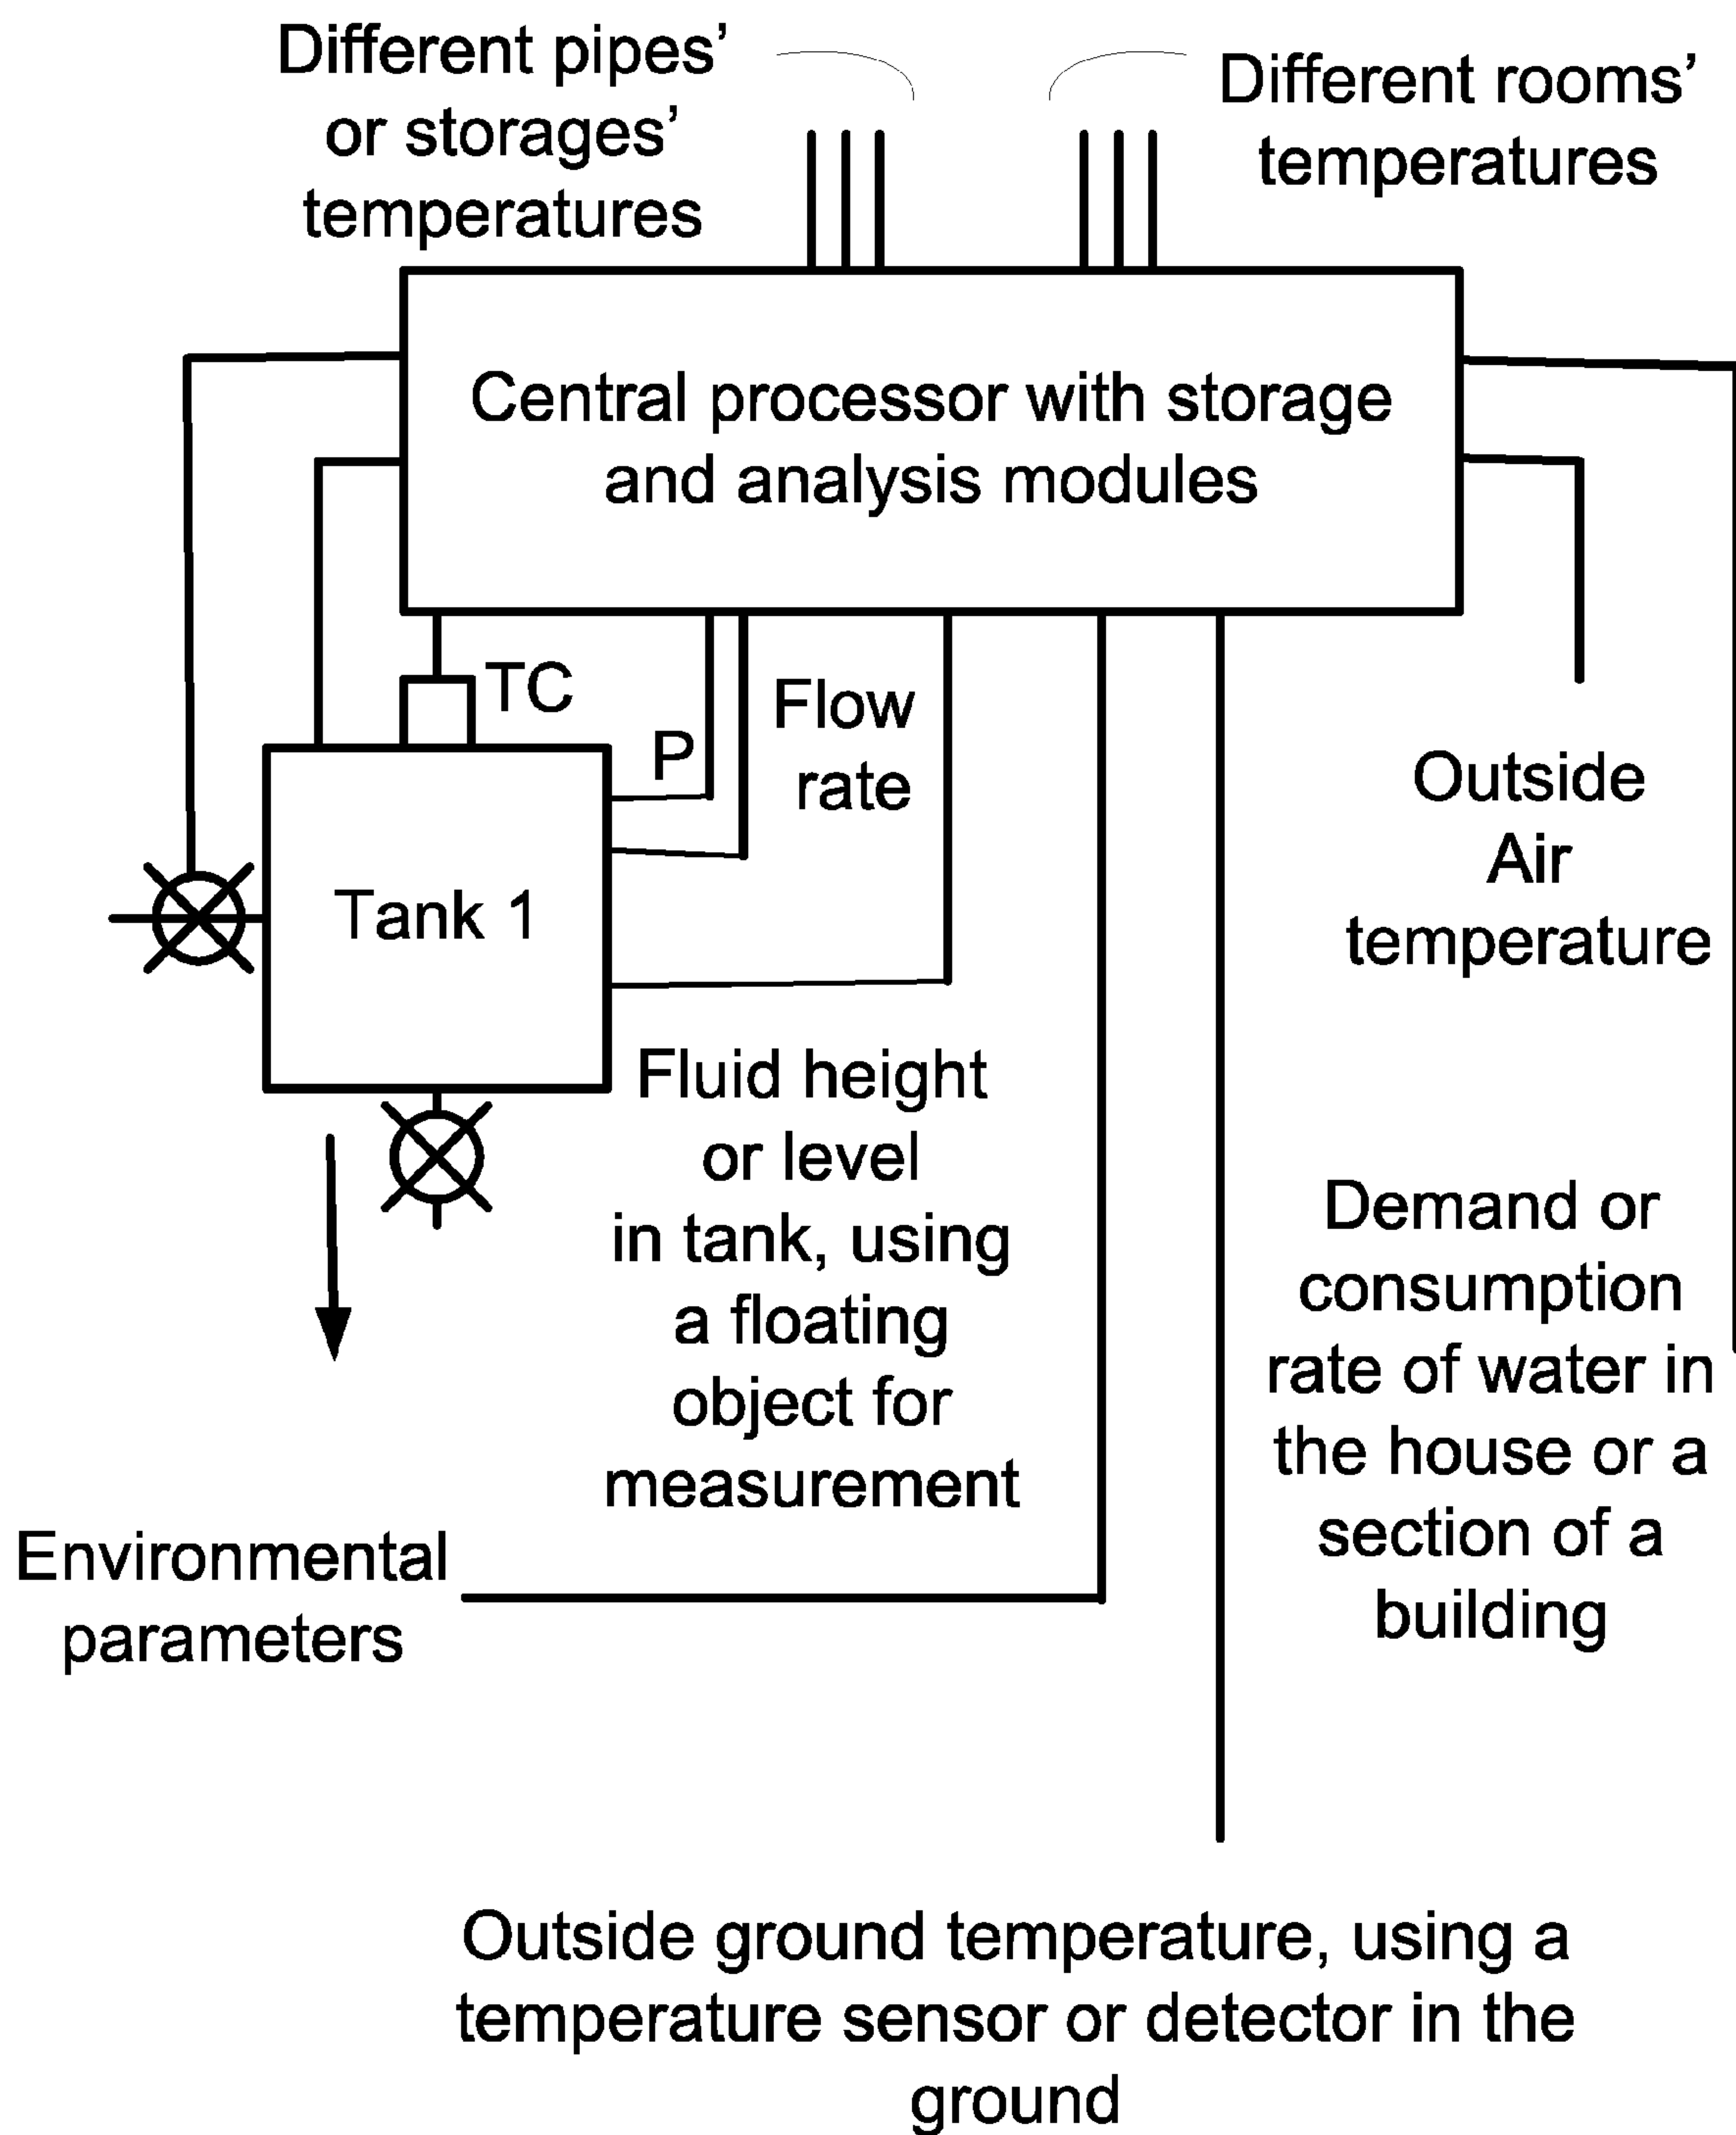 Different pipes’
or storages’
temperatures
Different rooms’
temperatures
Central processor with storage
and analysis modules
TC
P
Flow
rate
Tank 1
Outside
Air
temperature
Fluid height
or level
in tank, using
a floating
object for
measurement
Demand or
consumption
rate of water in
the house or a
section of a
building
Environmental
parameters
Outside ground temperature, using a
temperature sensor or detector in the
ground